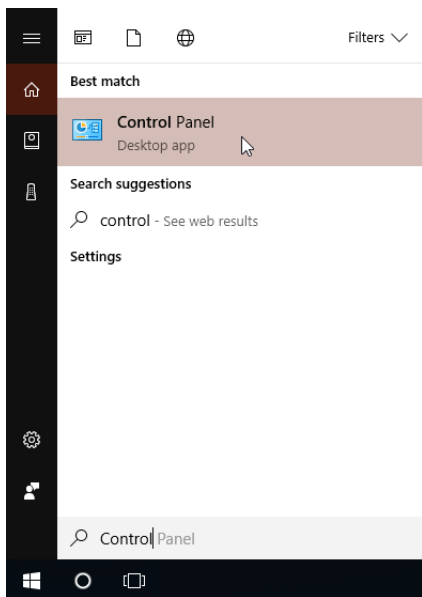 Filters
Best match
Control Panel
Desktop app
Search suggestions
control - See web results
Settings
Control Panel